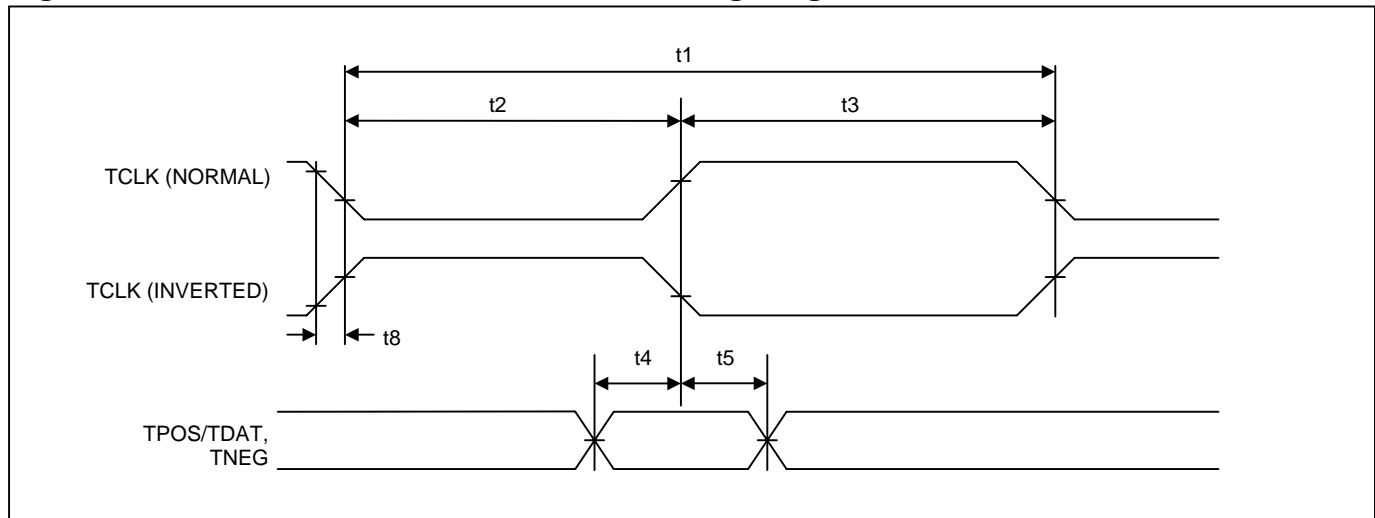 t1
t2 t3
TCLK (NORMAL)
TCLK (INVERTED)
t8
t4 t5
TPOS/TDAT,
TNEG